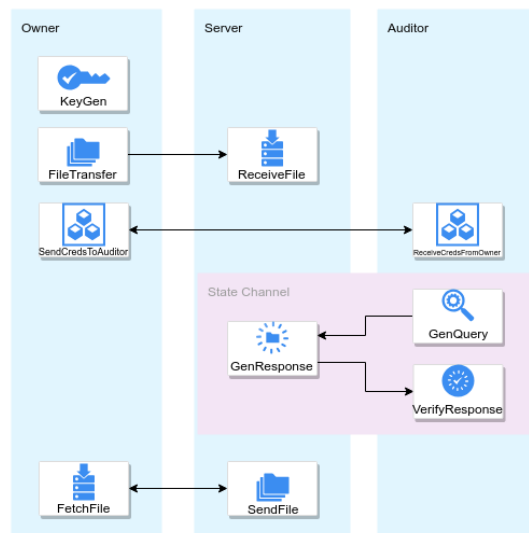 Owner
Server
Auditor
KeyGen
FileTransfer
ReceiveFile
SendCredsToAuditor
ReceiveCredsFromOwner
State Channel
GenQuery
GenResponse
VerifyResponse
FetchFile
SendFile